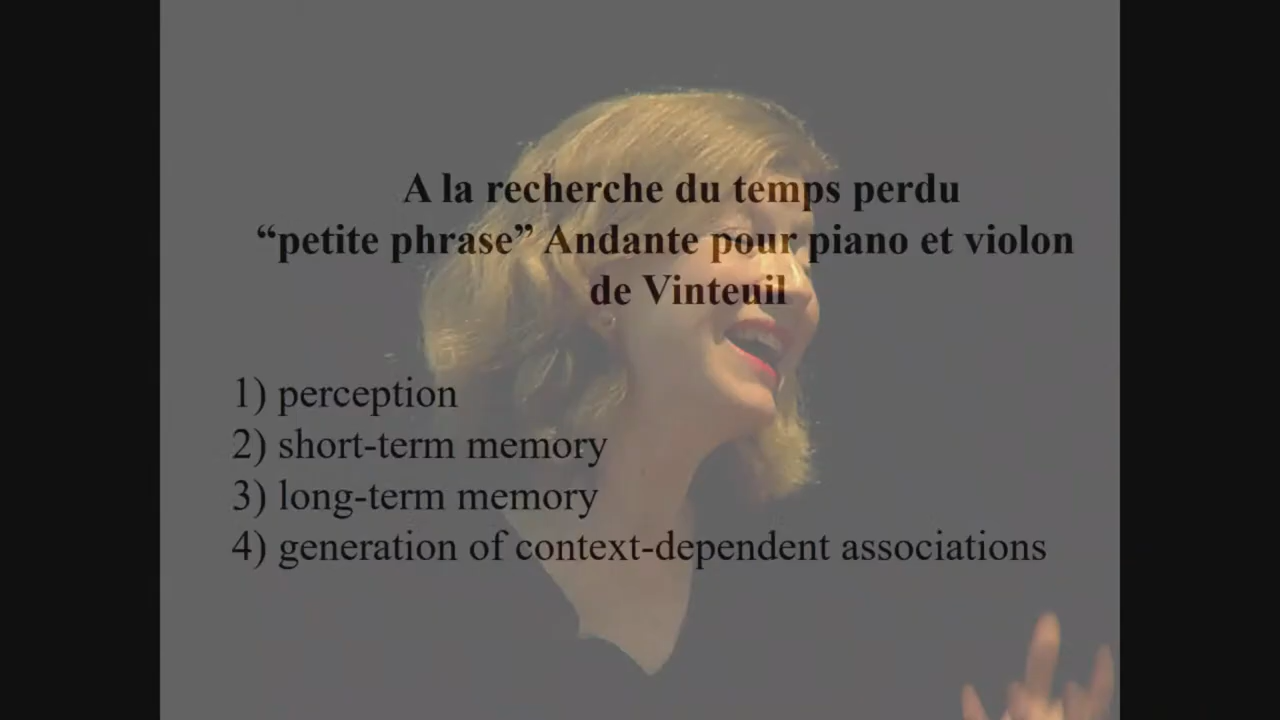 A la recherche du temps perdu
“petite phrase” Andante pour piano et violon
de Vinteuil
1) perception
2) short-term memory
3) long-term memory
4) generation of context-dependent associations